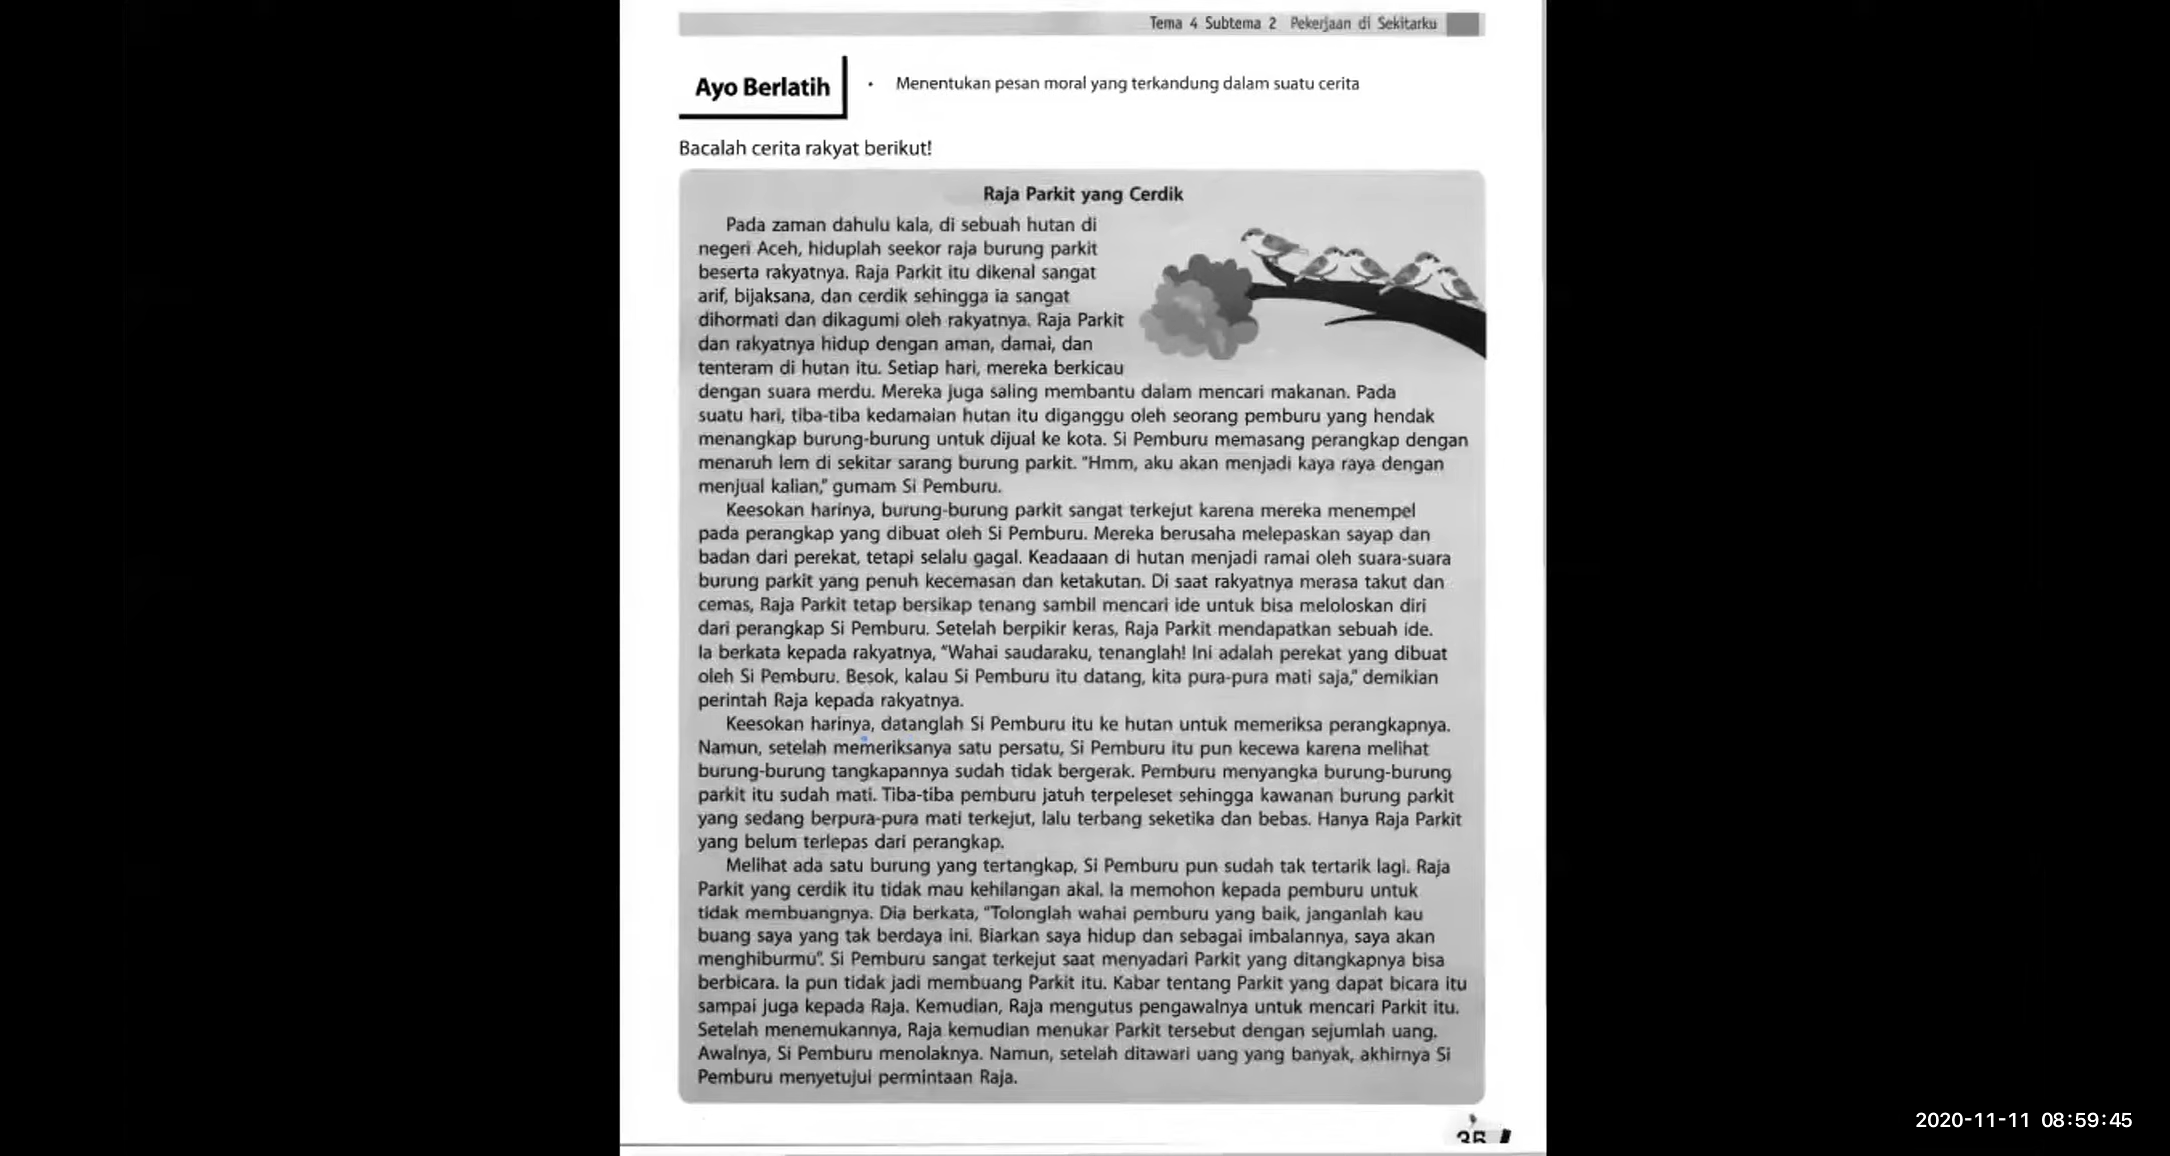 Tema 4 Subtema 2 Pekerjaan di Sekitarku
Ayo Berlatih
• Menentukan pesan moral yang terkandung dalam suatu cerita
Bacalah cerita rakyat berikut!
Raja Parkit yang Cerdik
Pada zaman dahulu kala, di sebuah hutan di
negeri Aceh, hiduplah seekor raja burung parkit
beserta rakyatnya. Raja Parkit itu dikenal sangat
arif, bijaksana, dan cerdik sehingga ia sangat
dihormati dan dikagumi oleh rakyatnya. Raja Parkit
dan rakyatnya hidup dengan aman, damai, dan
tenteram di hutan itu. Setiap hari, mereka berkicau
dengan suara merdu. Mereka juga saling membantu dalam mencari makanan. Pada
suatu hari, tiba-tiba kedamaian hutan itu diganggu oleh seorang pemburu yang hendak
menangkap burung-burung untuk dijual ke kota. Si Pemburu memasang perangkap dengan
menaruh lem di sekitar sarang burung parkit. "Hmm, aku akan menjadi kaya raya dengan
menjual kalian," gumam Si Pemburu.
Keesokan harinya, burung-burung parkit sangat terkejut karena mereka menempel
pada perangkap yang dibuat oleh Si Pemburu. Mereka berusaha melepaskan sayap dan
badan dari perekat, tetapi selalu gagal. Keadaaan di hutan menjadi ramai oleh suara-suara
burung parkit yang penuh kecemasan dan ketakutan. Di saat rakyatnya merasa takut dan
cemas, Raja Parkit tetap bersikap tenang sambil mencari ide untuk bisa meloloskan diri
dari perangkap Si Pemburu. Setelah berpikir keras, Raja Parkit mendapatkan sebuah ide.
Ia berkata kepada rakyatnya, "Wahai saudaraku, tenanglah! Ini adalah perekat yang dibuat
oleh Si Pemburu. Besok, kalau Si Pemburu itu datang, kita pura-pura mati saja," demikian
perintah Raja kepada rakyatnya.
Keesokan harinya, datanglah Si Pemburu itu ke hutan untuk memeriksa perangkapnya.
Namun, setelah memeriksanya satu persatu, Si Pemburu itu pun kecewa karena melihat
burung-burung tangkapannya sudah tidak bergerak. Pemburu menyangka burung-burung
parkit itu sudah mati. Tiba-tiba pemburu jatuh terpeleset sehingga kawanan burung parkit
yang sedang berpura-pura mati terkejut, lalu terbang seketika dan bebas. Hanya Raja Parkit
yang belum terlepas dari perangkap.
Melihat ada satu burung yang tertangkap, Si Pemburu pun sudah tak tertarik lagi. Raja
Parkit yang cerdik itu tidak mau kehilangan akal. Ia memohon kepada pemburu untuk
tidak membuangnya. Dia berkata, "Tolonglah wahai pemburu yang baik, janganlah kau
buang saya yang tak berdaya ini. Biarkan saya hidup dan sebagai imbalannya, saya akan
menghiburmu". Si Pemburu sangat terkejut saat menyadari Parkit yang ditangkapnya bisa
berbicara. Ia pun tidak jadi membuang Parkit itu. Kabar tentang Parkit yang dapat bicara itu
sampai juga kepada Raja. Kemudian, Raja mengutus pengawalnya untuk mencari Parkit itu.
Setelah menemukannya, Raja kemudian menukar Parkit tersebut dengan sejumlah uang.
Awalnya, Si Pemburu menolaknya. Namun, setelah ditawari uang yang banyak, akhirnya Si
Pemburu menyetujui permintaan Raja.
35
2020-11-11 08:59:45